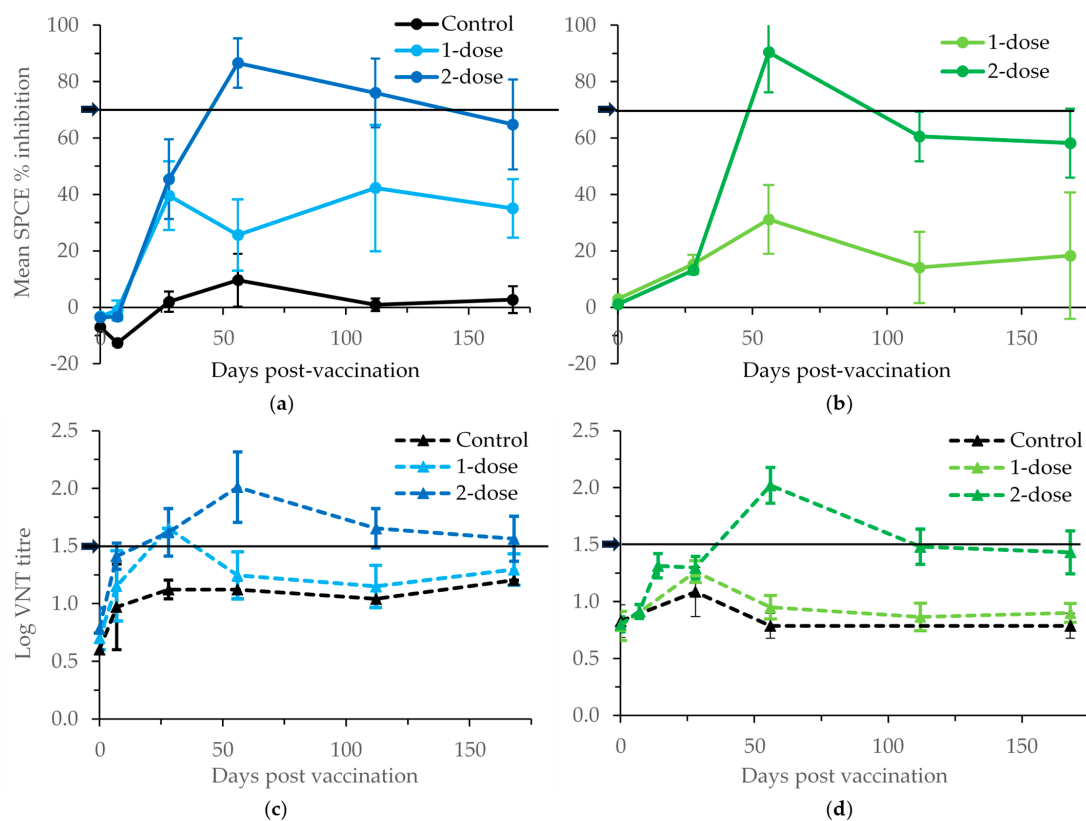 Control
1-dose
2-dose
100
80
60
40
20
0
-20
0
50
100
150
Mean SPCE % inhibition
Days post-vaccination
(a)
1-dose
2-dose
100
80
60
40
20
0
-20
0
50
100
150
Days post-vaccination
(b)
Control
1-dose
2-dose
2.5
2.0
1.5
1.0
0.5
0.0
0
50
100
150
Log VNT titre
Days post vaccination
(c)
Control
1-dose
2-dose
2.5
2.0
1.5
1.0
0.5
0.0
0
50
100
150
Days post vaccination
(d)